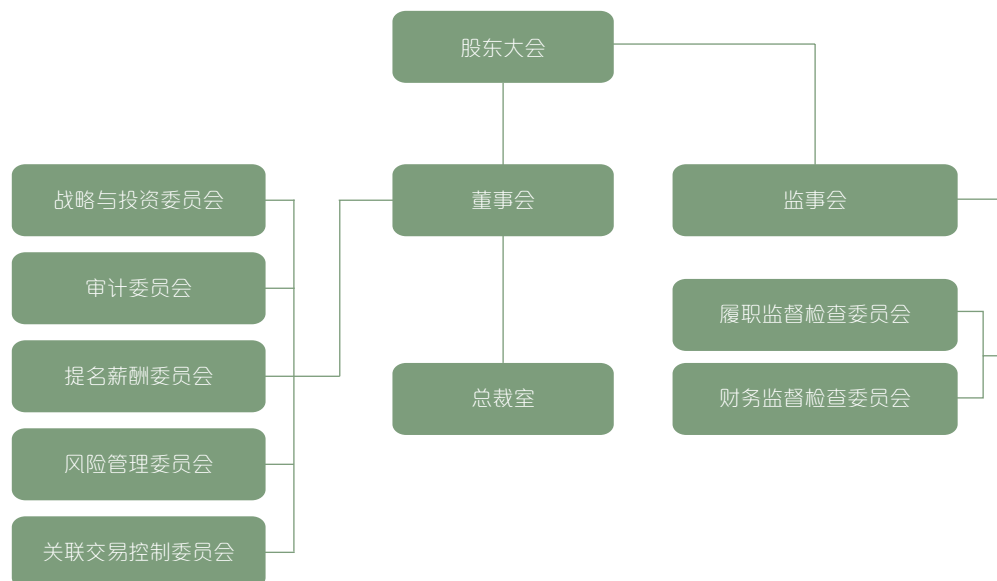 股东大会
战略与投资委员会
董事会
监事会
审计委员会
履职监督检查委员会
提名薪酬委员会
总裁室
财务监督检查委员会
风险管理委员会
关联交易控制委员会